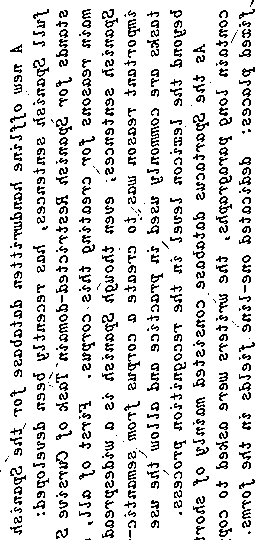 A new offline handwritten database for the Spanish
full Spanish sentences, has recently been developed:
stands for Spanish Restricted-domain Task of Cursive S
main reasons for creating this corpus. First of all,
Spanish sentences, even though Spanish is a widespread
important reason was to create a corpus from semantic-
tasks are commonly used in practice and allow the use
beyond the lexicon level in the recognition process.
As the Spartacus database consisted mainly of shor
contain long paragraphs, the writers were asked to cop
fixed places: dedicated one-line fields in the forms.